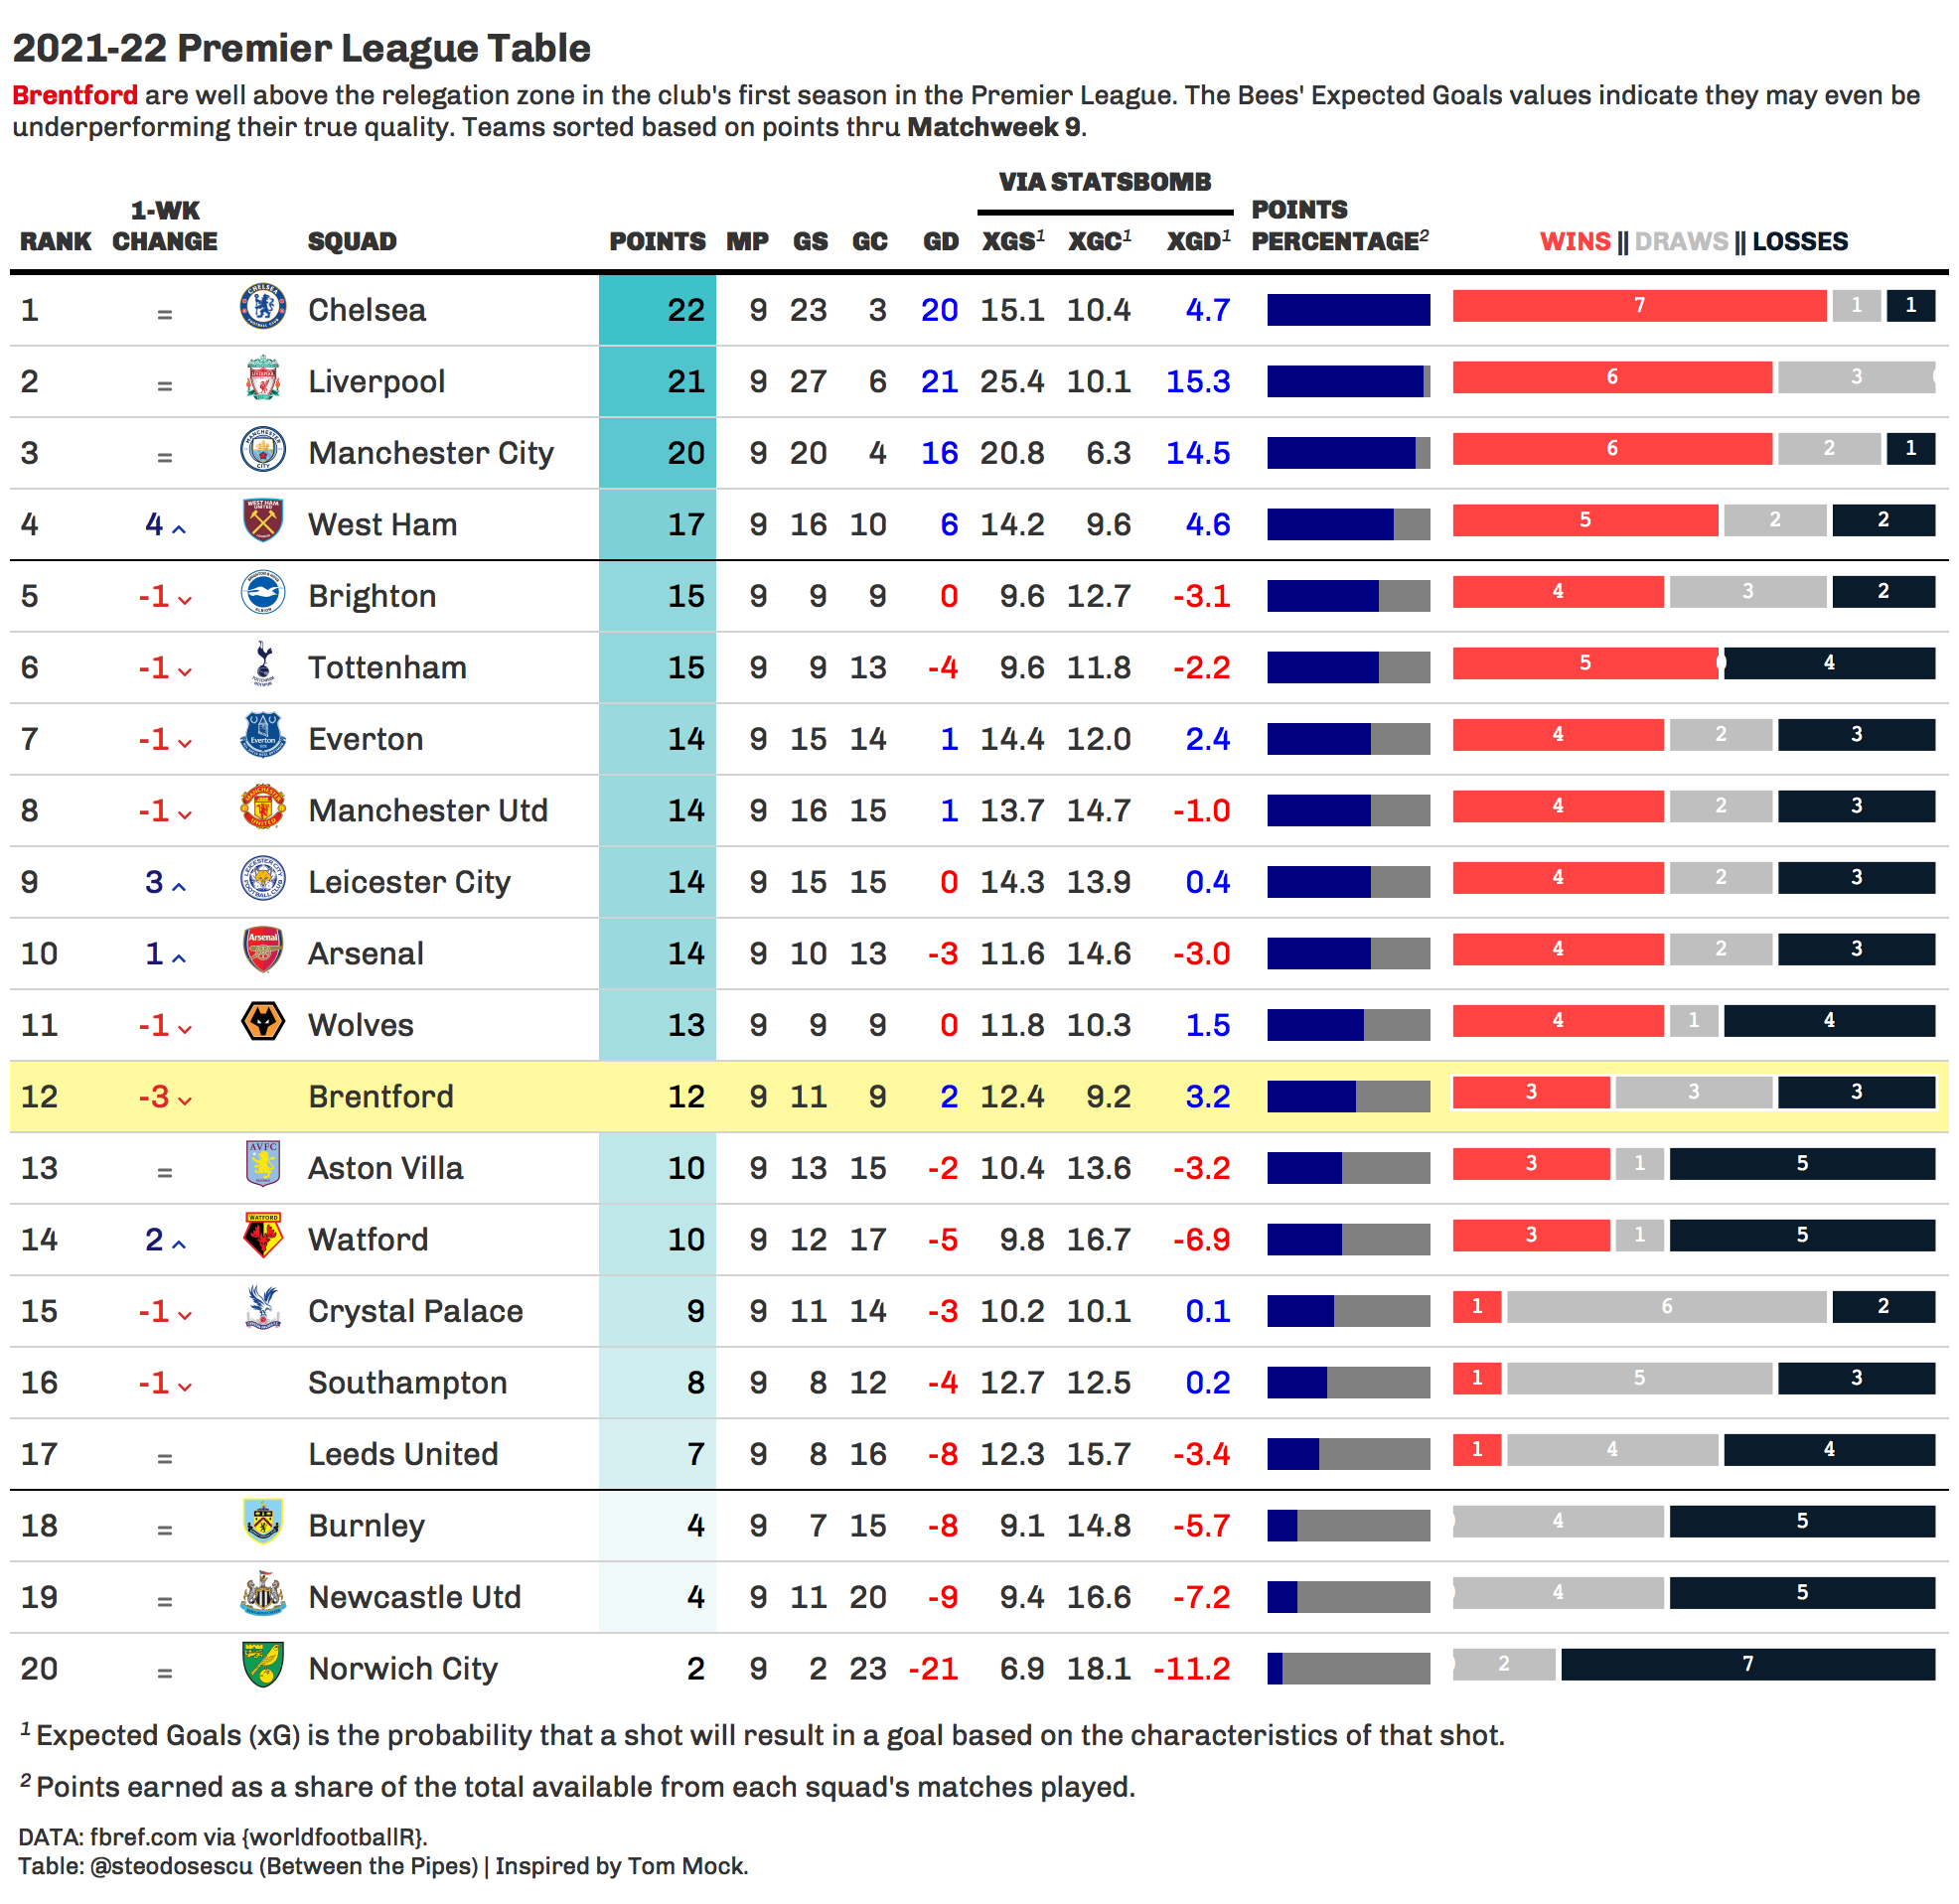 2021-22 Premier League Table
Brentford are well above the relegation zone in the club's first season in the Premier League. The Bees' Expected Goals values indicate they may even be
underperforming their true quality. Teams sorted based on points thru Matchweek 9.
VIA STATSBOMB
RANK 1-WK CHANGE SQUAD POINTS MP GS GC GD XGS1 XGC1 XGD1 POINTS PERCENTAGE2 WINS || DRAWS || LOSSES
1 = Chelsea 22 9 23 3 20 15.1 10.4 4.7 7 1 1
2 = Liverpool 21 9 27 6 21 25.4 10.1 15.3 6 3
3 = Manchester City 20 9 20 4 16 20.8 6.3 14.5 6 2 1
4 4 West Ham 17 9 16 10 6 14.2 9.6 4.6 5 2 2
5 -1 Brighton 15 9 9 9 0 9.6 12.7 -3.1 4 3 2
6 -1 Tottenham 15 9 9 13 -4 9.6 11.8 -2.2 5 0 4
7 -1 Everton 14 9 15 14 1 14.4 12.0 2.4 4 2 3
8 -1 Manchester Utd 14 9 16 15 1 13.7 14.7 -1.0 4 2 3
9 3 Leicester City 14 9 15 15 0 14.3 13.9 0.4 4 2 3
10 1 Arsenal 14 9 10 13 -3 11.6 14.6 -3.0 4 2 3
11 -1 Wolves 13 9 9 9 0 11.8 10.3 1.5 4 1 4
12 -3 Brentford 12 9 11 9 2 12.4 9.2 3.2 3 3 3
13 = Aston Villa 10 9 13 15 -2 10.4 13.6 -3.2 3 1 5
14 2 Watford 10 9 12 17 -5 9.8 16.7 -6.9 3 1 5
15 -1 Crystal Palace 9 9 11 14 -3 10.2 10.1 0.1 1 6 2
16 -1 Southampton 8 9 8 12 -4 12.7 12.5 0.2 1 5 3
17 = Leeds United 7 9 8 16 -8 12.3 15.7 -3.4 1 4 4
18 = Burnley 4 9 7 15 -8 9.1 14.8 -5.7 4 5
19 = Newcastle Utd 4 9 11 20 -9 9.4 16.6 -7.2 4 5
20 = Norwich City 2 9 2 23 -21 6.9 18.1 -11.2 2 7
1 Expected Goals (xG) is the probability that a shot will result in a goal based on the characteristics of that shot.
2 Points earned as a share of the total available from each squad's matches played.
DATA: fbref.com via {worldfootballR}.
Table: @steodosescu (Between the Pipes) | Inspired by Tom Mock.